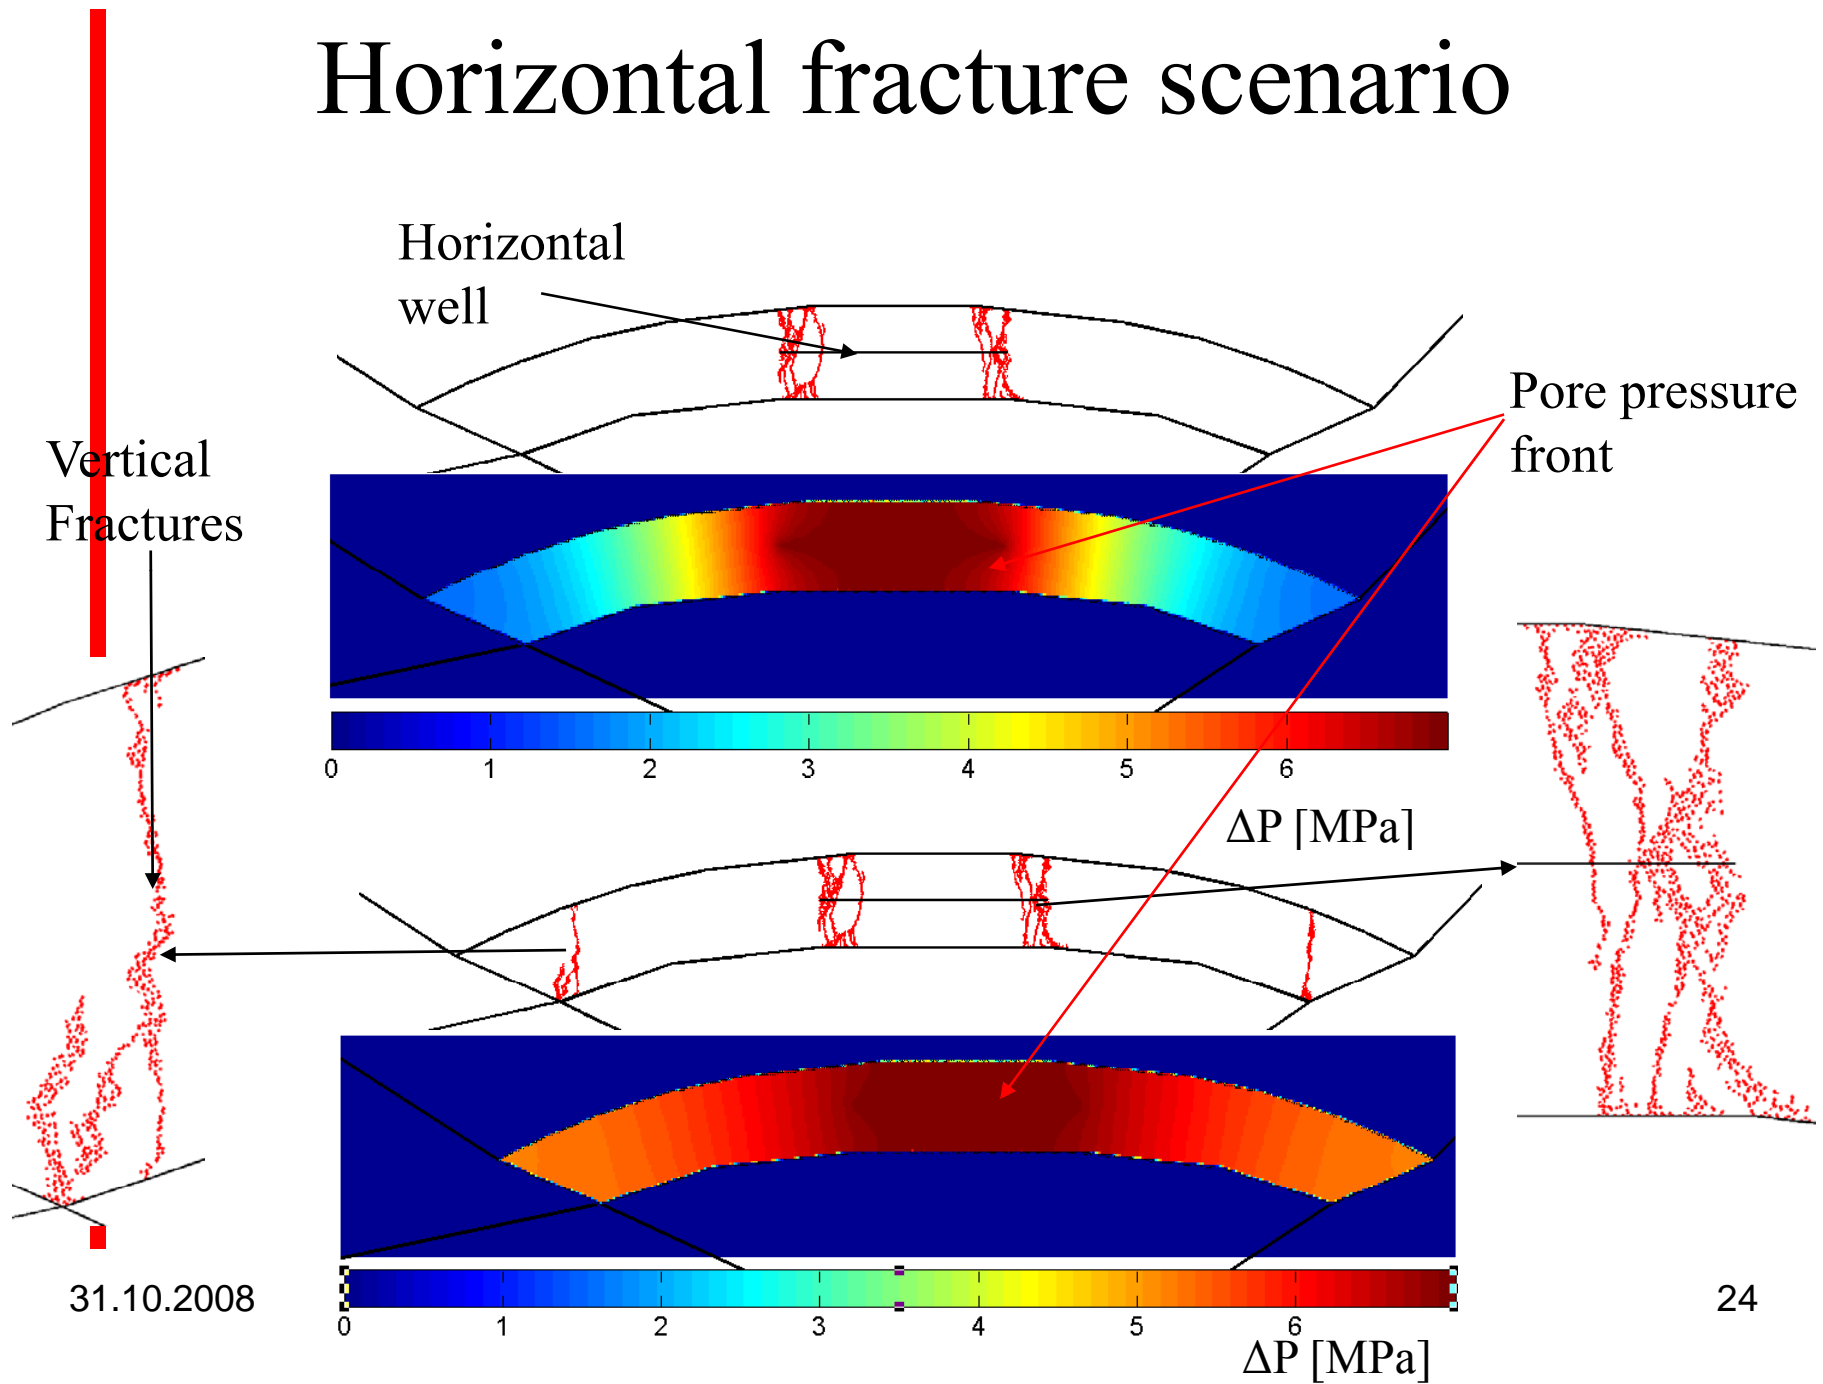 Horizontal fracture scenario
Horizontal
well
Pore pressure
front
Vertical
Fractures
0 1 2 3 4 5 6
ΔP [MPa]
0 1 2 3 4 5 6
ΔP [MPa]
31.10.2008
24